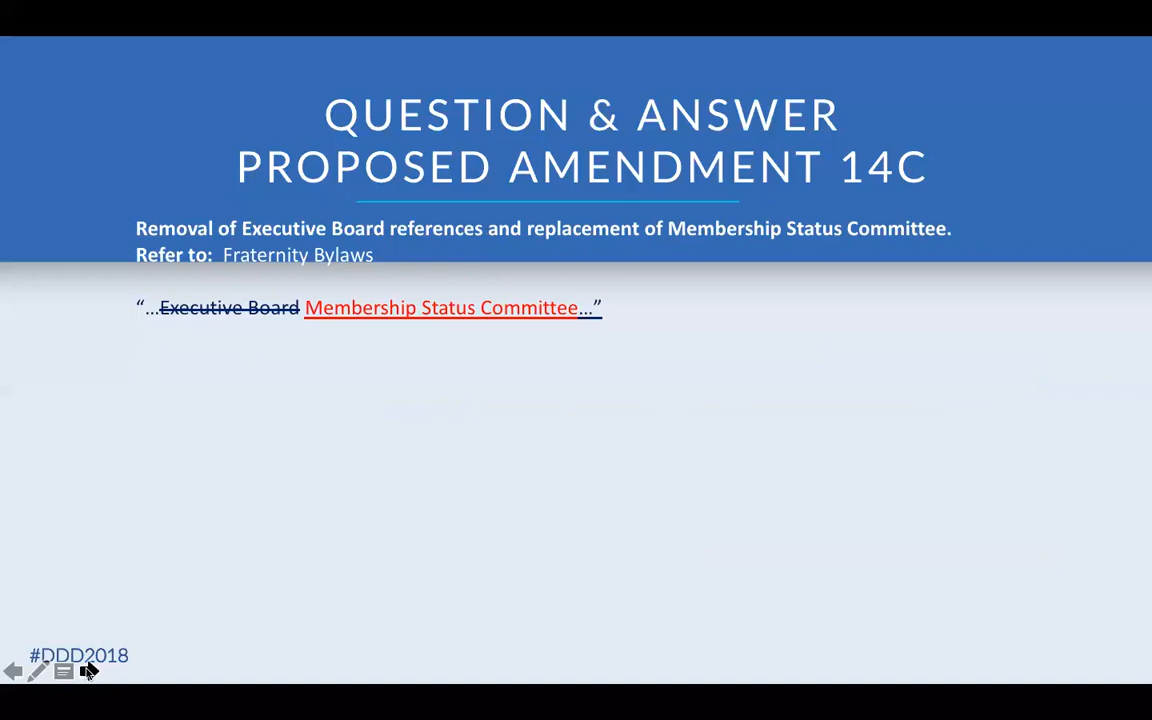 QUESTION & ANSWER
PROPOSED AMENDMENT 14C
Removal of Executive Board references and replacement of Membership Status Committee.
Refer to: Fraternity Bylaws
“...Executive Board Membership Status Committee...”
#DDD2018